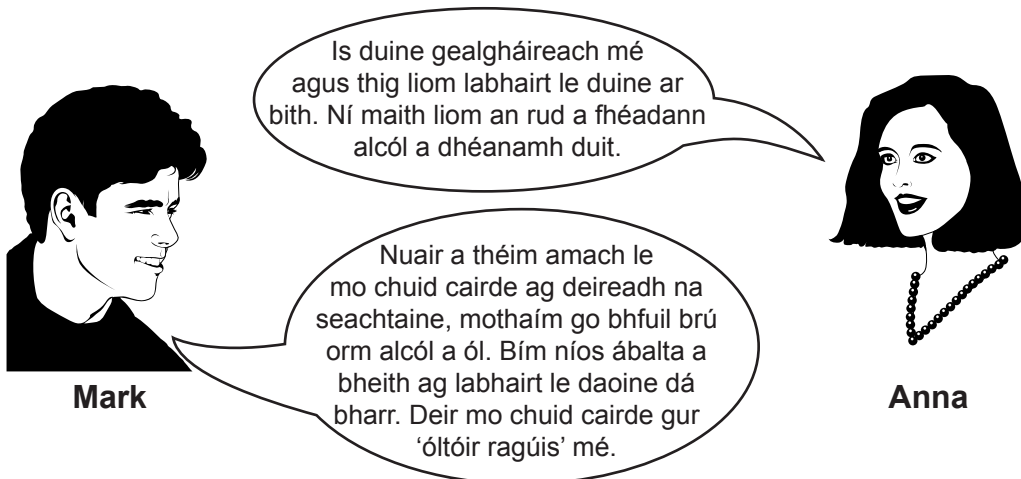 Is duine gealgháireach mé
agus thig liom labhairt le duine ar
bith. Ní maith liom an rud a fhéadann
alcól a dhéanamh duit.
Nuair a théim amach le
mo chuid cairde ag deireadh na
seachtaine, mothaím go bhfuil brú
orm alcól a ól. Bím níos ábalta a
bheith ag labhairt le daoine dá
bharr. Deir mo chuid cairde gur
‘óltóir ragúis’ mé.
Mark
Anna